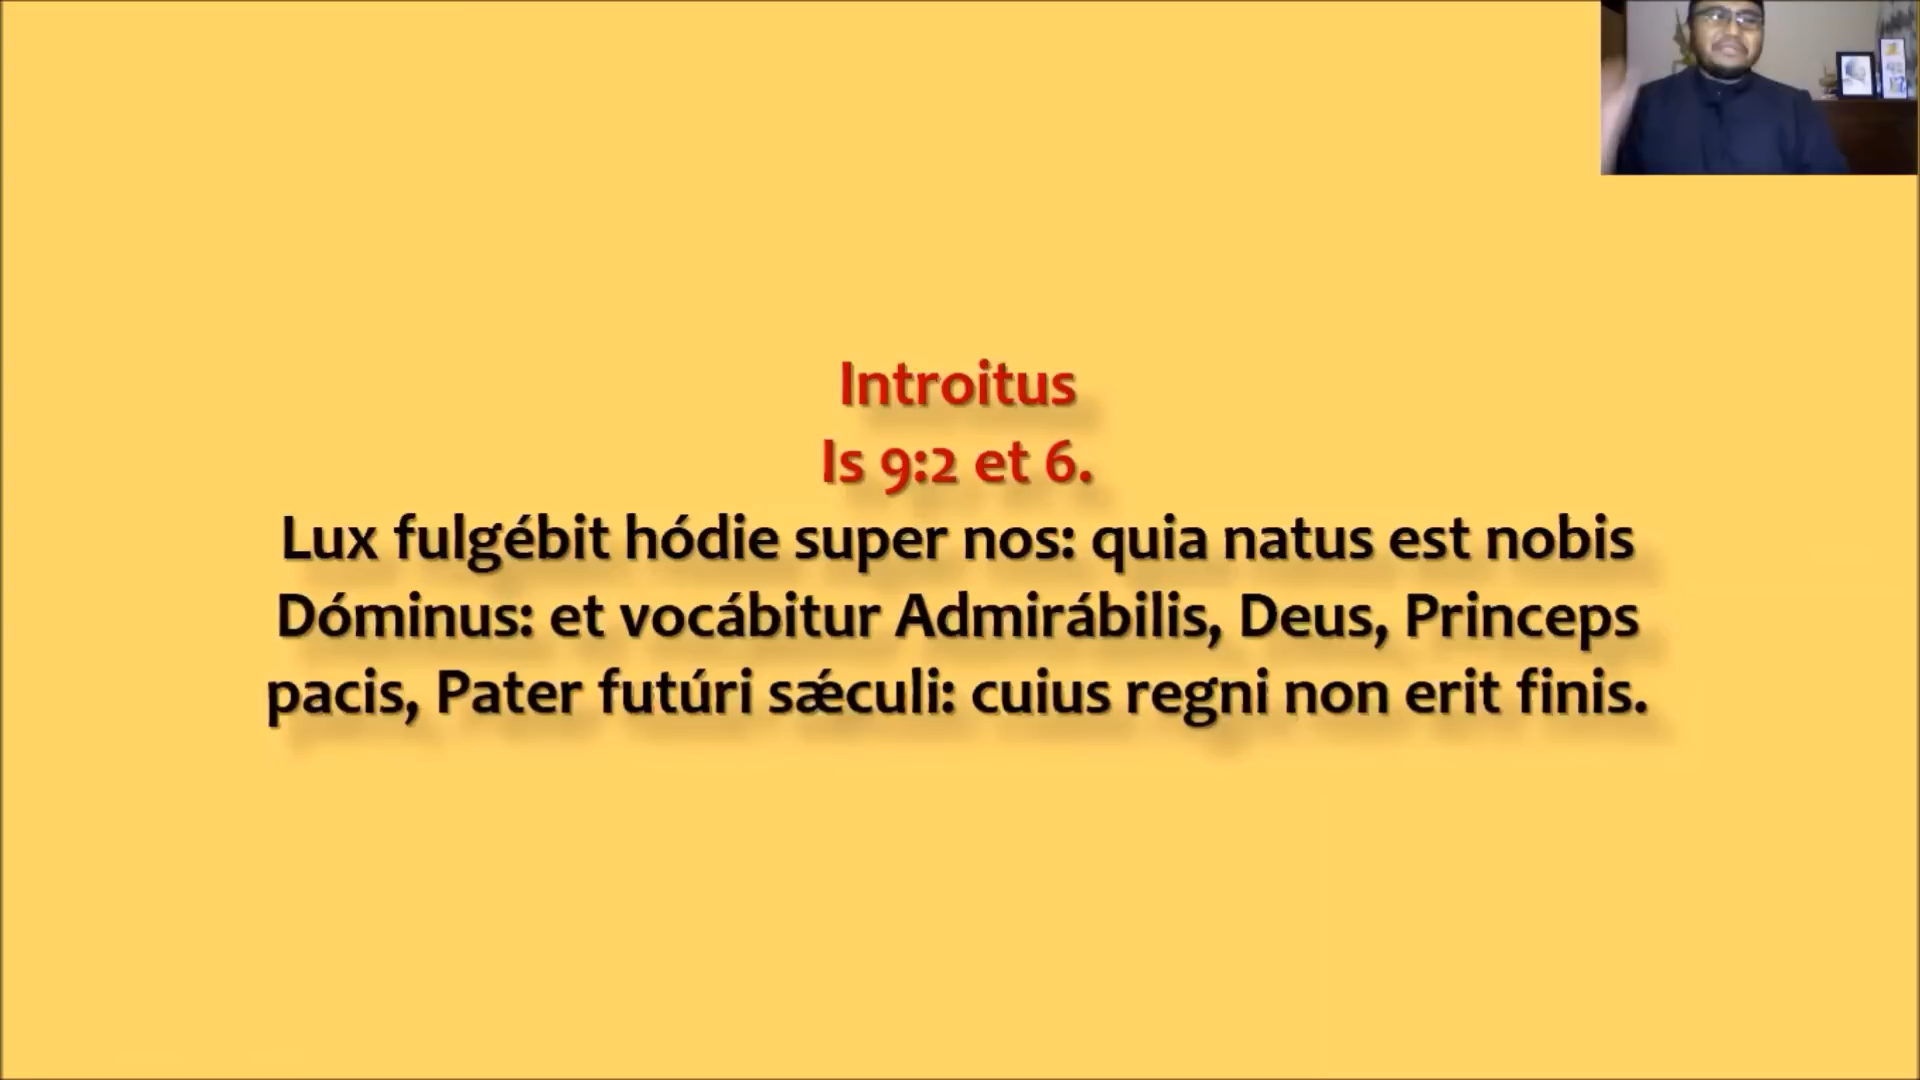 Introitus
Is 9:2 et 6.
Lux fulgébit hódie super nos: quia natus est nobis
Dóminus: et vocábitur Admirábilis, Deus, Princeps
pacis, Pater futúri sǽculi: cuius regni non erit finis.